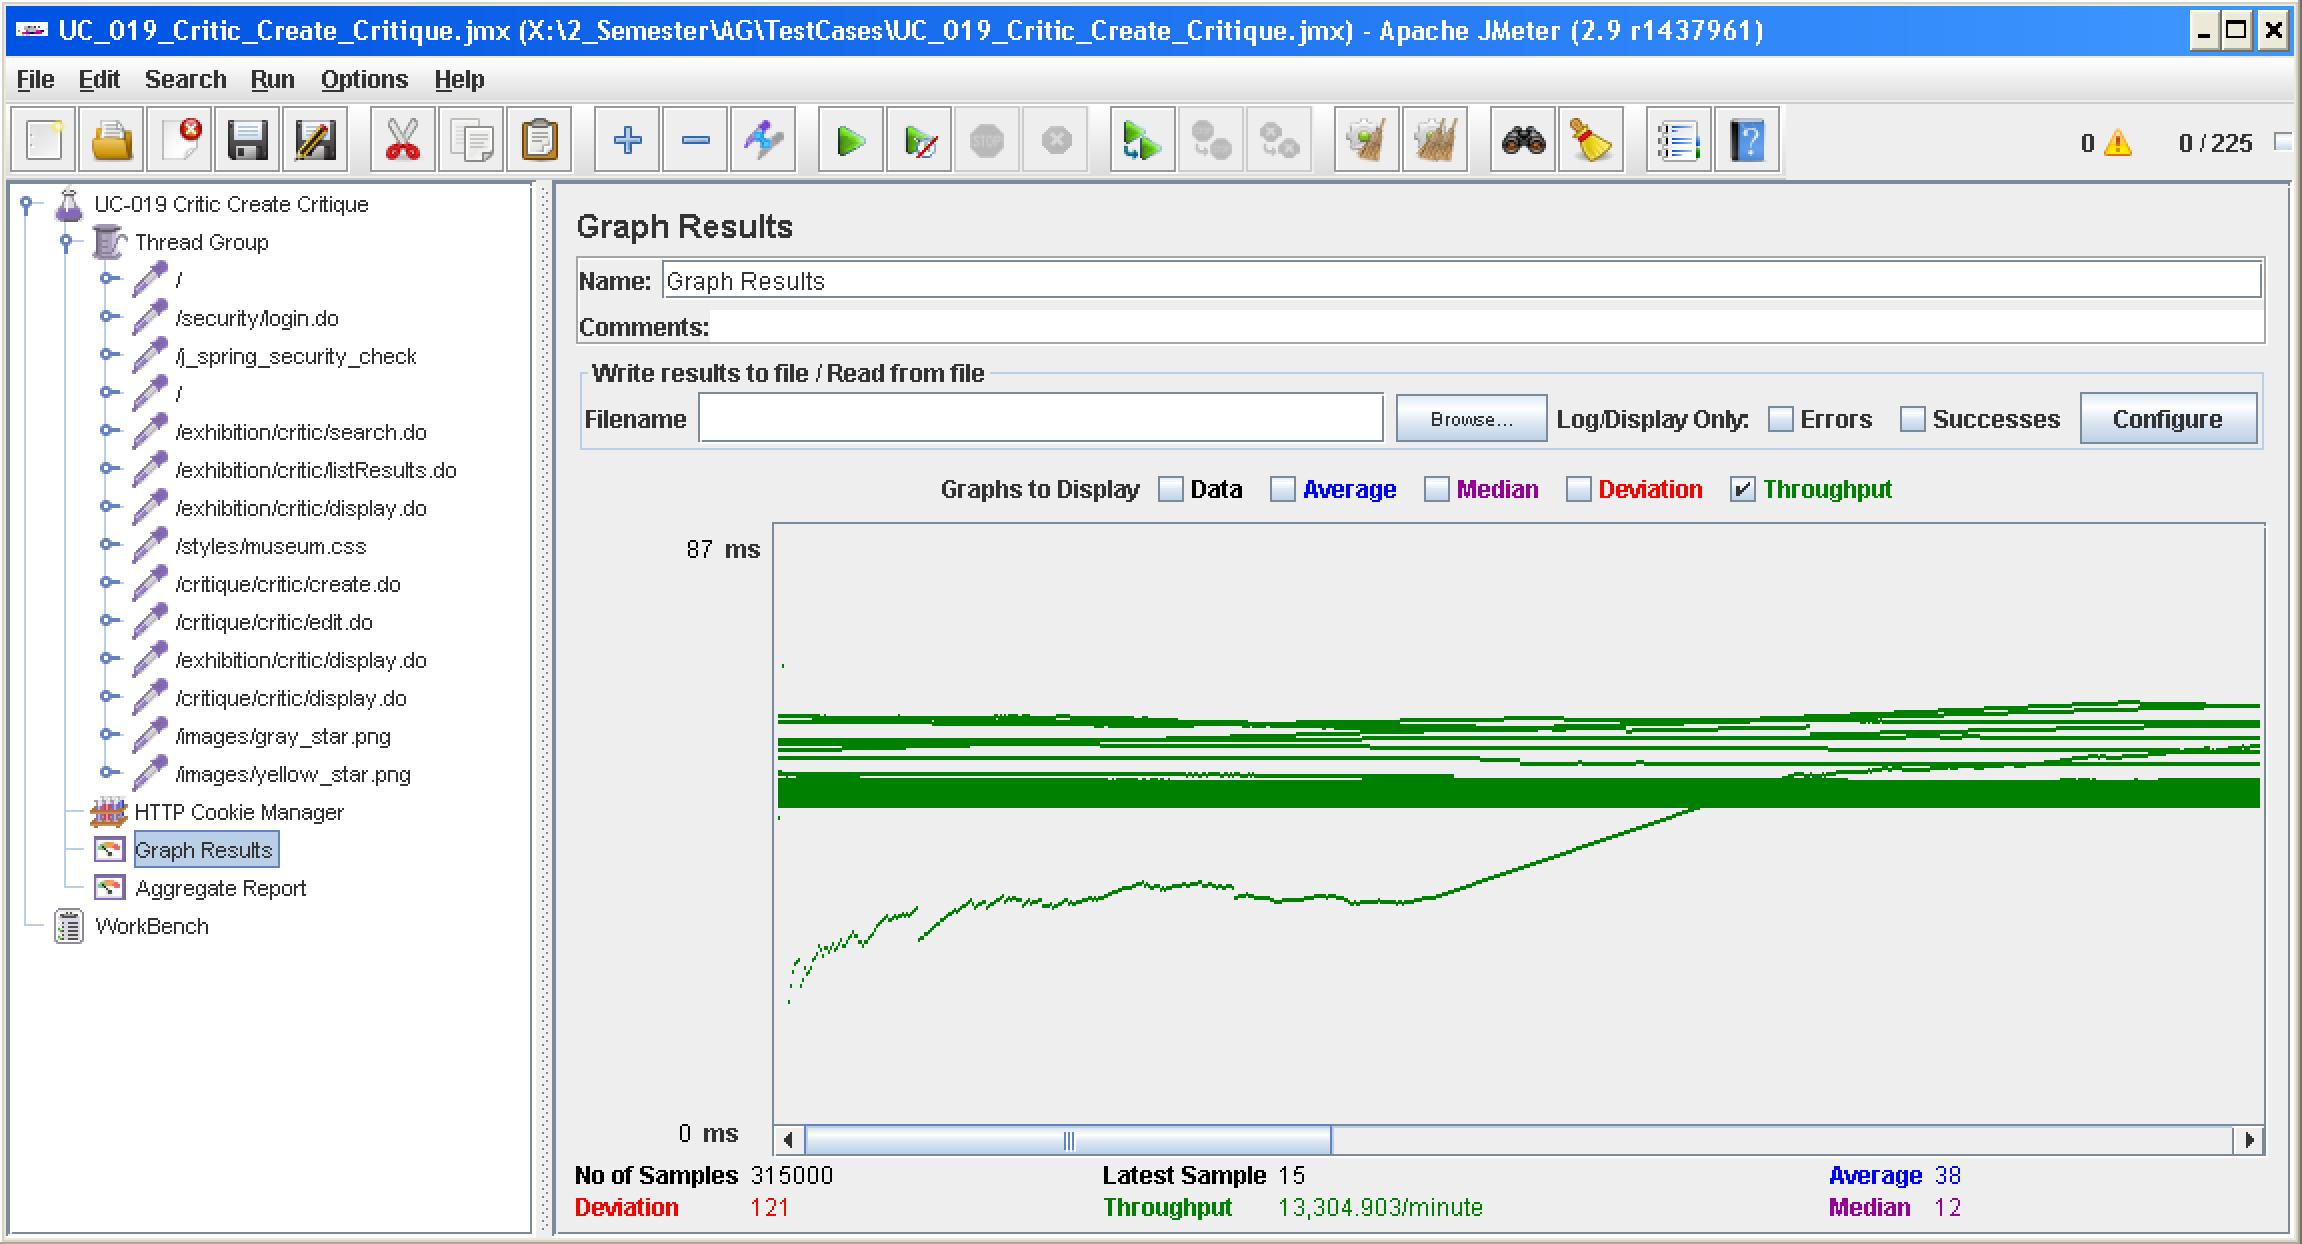 UC_019_Critic_Create_Critique.jmx (X:\2_Semester\AG\TestCases\UC_019_Critic_Create_Critique.jmx) - Apache JMeter (2.9 r1437961)
File Edit Search Run Options Help
STOP
0 0 / 225
UC-019 Critic Create Critique
Thread Group
/
/security/login.do
/j_spring_security_check
/
/exhibition/critic/search.do
/exhibition/critic/listResults.do
/exhibition/critic/display.do
/styles/museum.css
/critique/critic/create.do
/critique/critic/edit.do
/exhibition/critic/display.do
/critique/critic/display.do
/images/gray_star.png
/images/yellow_star.png
HTTP Cookie Manager
Graph Results
Aggregate Report
WorkBench
Graph Results
Name: Graph Results
Comments:
Write results to file / Read from file
Filename Browse... Log/Display Only: Errors Successes Configure
Graphs to Display Data Average Median Deviation Throughput
87 ms
0 ms
No of Samples 315000 Latest Sample 15 Average 38
Deviation 121 Throughput 13,304.903/minute Median 12